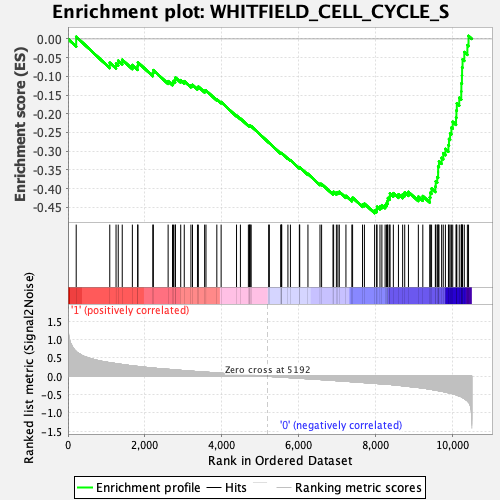 Enrichment plot: WHITFIELD_CELL_CYCLE_S
Enrichment score (ES)
0.00
-0.05
-0.10
-0.15
-0.20
-0.25
-0.30
-0.35
-0.40
-0.45
'1' (positively correlated)
Ranked list metric (Signal2Noise)
1.5
1.0
0.5
0.0
-0.5
-1.0
-1.5
Zero cross at 5192
'0' (negatively correlated)
0
2,000
4,000
6,000
8,000
10,000
Rank in Ordered Dataset
Enrichment profile
Hits
Ranking metric scores